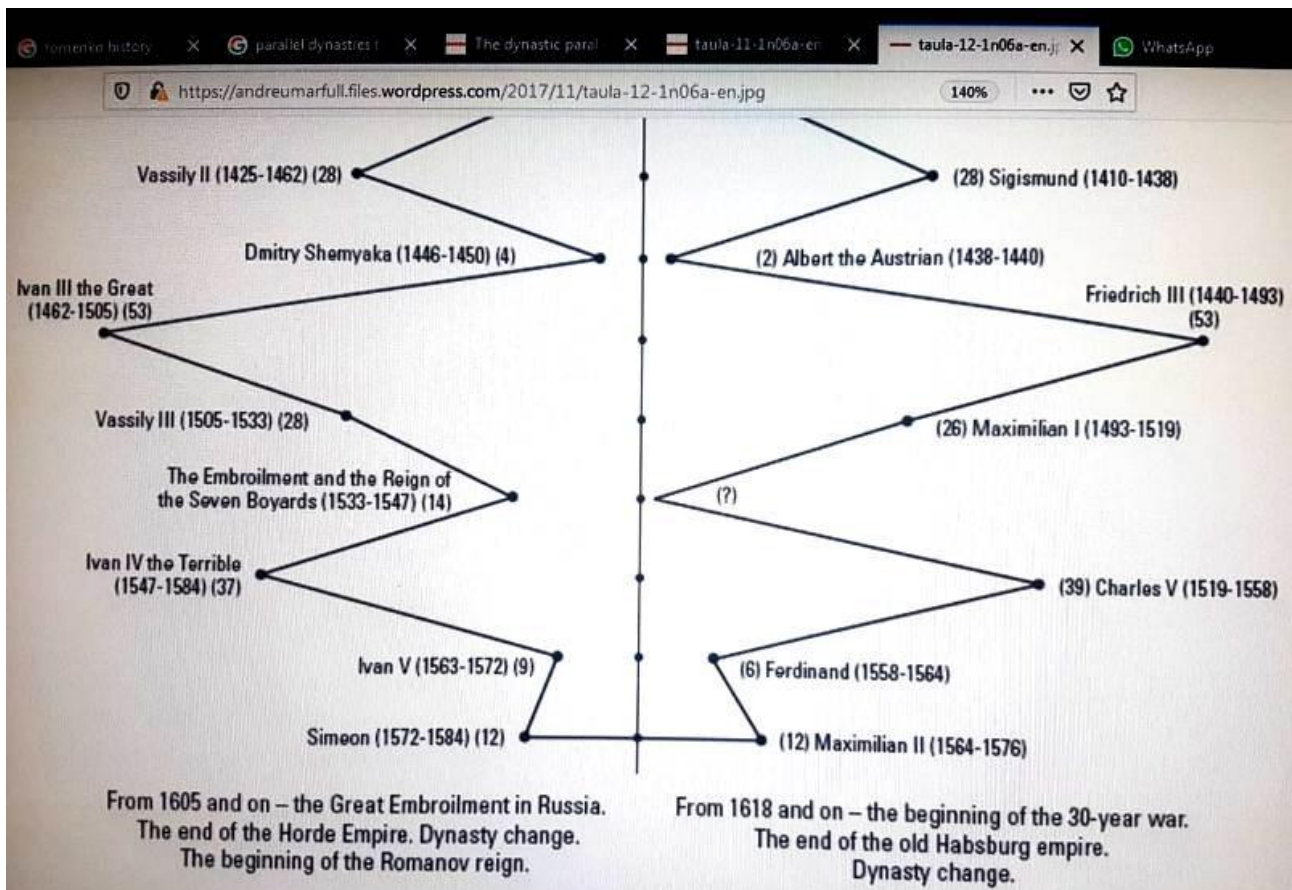 romenko history
parallel dynasties t
The dynastic paral
taula-11-1n06a-en
taula-12-1n06a-en.j
WhatsApp
https://andreumarfull.files.wordpress.com/2017/11/taula-12-1n06a-en.jpg
140%
Vassily II (1425-1462) (28)
(28) Sigismund (1410-1438)
Dmitry Shemyaka (1446-1450) (4)
(2) Albert the Austrian (1438-1440)
Ivan III the Great
(1462-1505) (53)
Friedrich III (1440-1493)
(53)
Vassily III (1505-1533) (28)
(26) Maximilian I (1493-1519)
The Embroilment and the Reign of
the Seven Boyards (1533-1547) (14)
(?)
Ivan IV the Terrible
(1547-1584) (37)
(39) Charles V (1519-1558)
Ivan V (1563-1572) (9)
(6) Ferdinand (1558-1564)
Simeon (1572-1584) (12)
(12) Maximilian II (1564-1576)
From 1605 and on – the Great Embroilment in Russia.
The end of the Horde Empire. Dynasty change.
The beginning of the Romanov reign.
From 1618 and on – the beginning of the 30-year war.
The end of the old Habsburg empire.
Dynasty change.